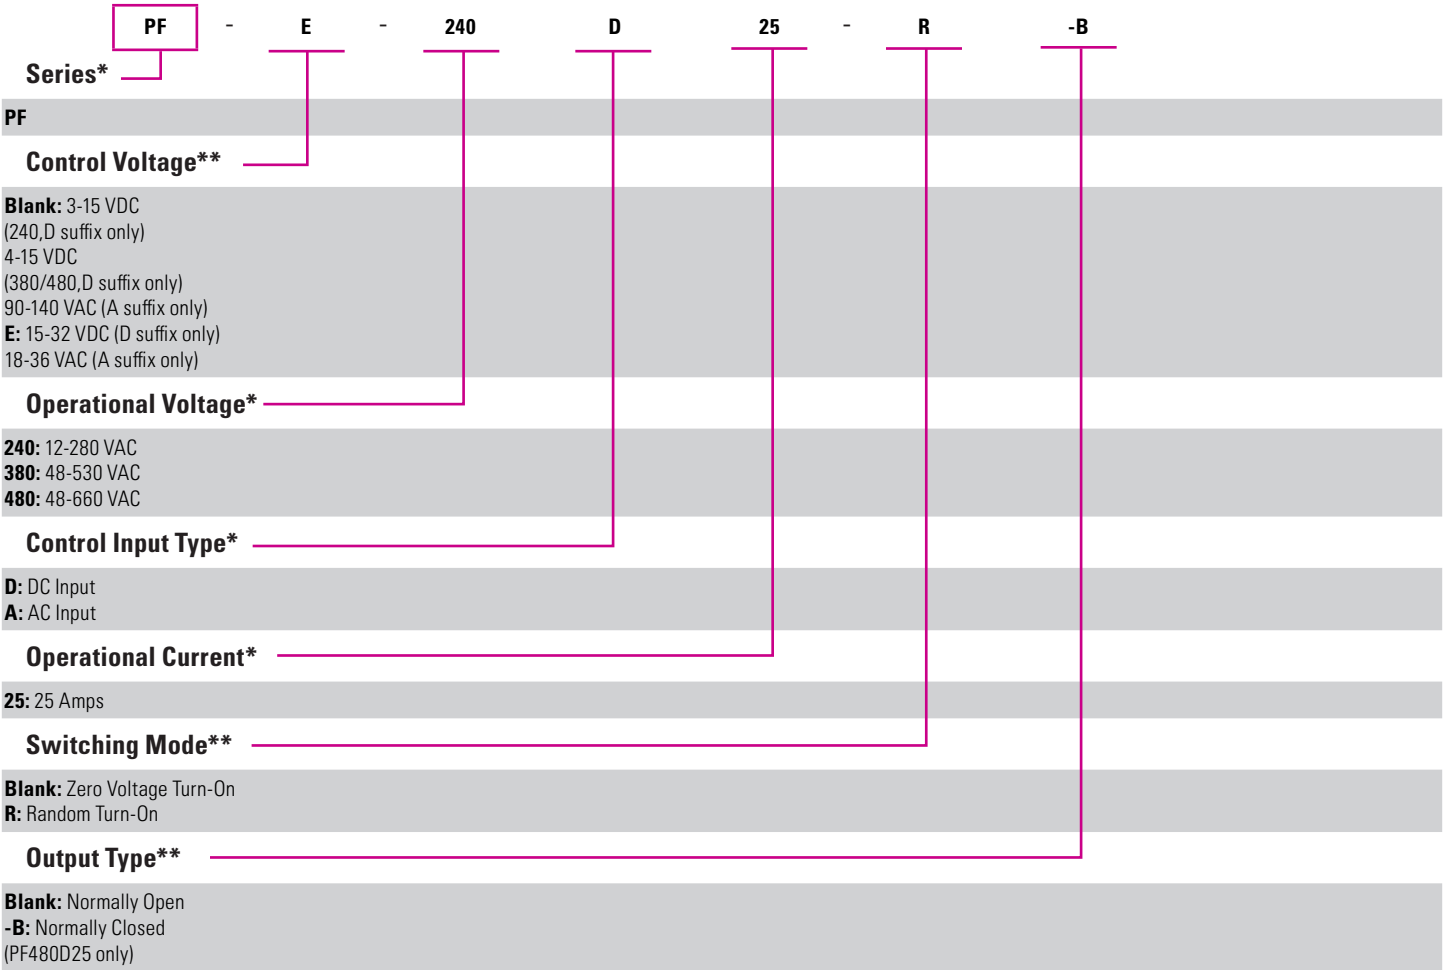 PF - E - 240 D 25 - R -B
Series*
PF
Control Voltage**
Blank: 3-15 VDC
(240,D suffix only)
4-15 VDC
(380/480,D suffix only)
90-140 VAC (A suffix only)
E: 15-32 VDC (D suffix only)
18-36 VAC (A suffix only)
Operational Voltage*
240: 12-280 VAC
380: 48-530 VAC
480: 48-660 VAC
Control Input Type*
D: DC Input
A: AC Input
Operational Current*
25: 25 Amps
Switching Mode**
Blank: Zero Voltage Turn-On
R: Random Turn-On
Output Type**
Blank: Normally Open
-B: Normally Closed
(PF480D25 only)